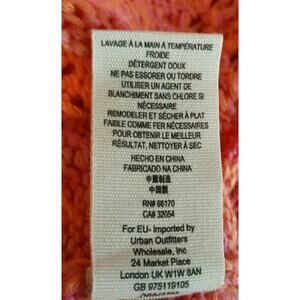 LAVAGE À LA MAIN À TEMPÉRATURE
FROIDE
DÉTERGENT DOUX
NE PAS ESSORER OU TORDRE
UTILISER UN AGENT DE
BLANCHIMENT SANS CHLORE SI
NÉCESSAIRE
REMODELER ET SÉCHER À PLAT
FAIBLE COMME FER NÉCESSAIRE
POUR OBTENIR LE MEILLEUR
RÉSULTAT, NETTOYER À SEC
HECHO EN CHINA
FABRICADO NA CHINA
中國制造
中国製
RN# 66170
CA# 32054
For EU- Imported by
Urban Outfitters
Wholesale, Inc
24 Market Place
London UK W1W 8AN
GB 975119105